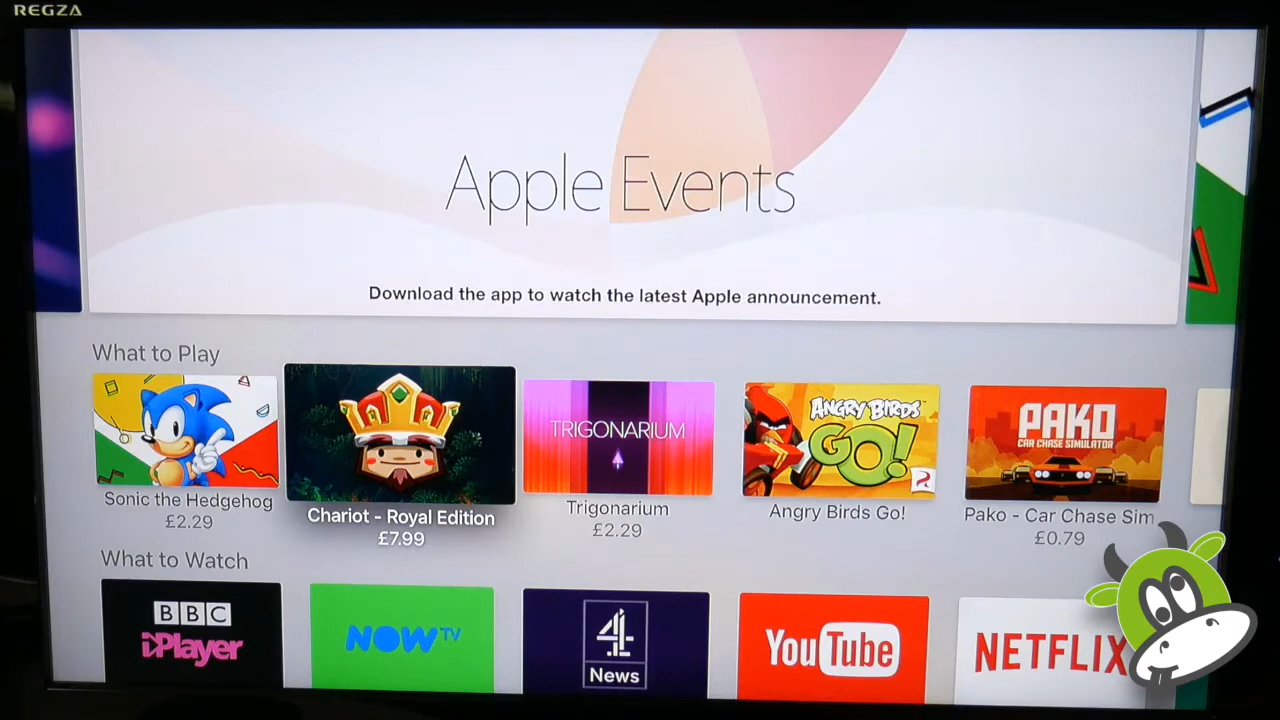 REGZA
Apple Events
Download the app to watch the latest Apple announcement.
What to Play
TRIGONARIUM
ANGRY BIRDS™
GO!
PAKO
CAR CHASE SIMULATOR
Sonic the Hedgehog
£2.29
Chariot - Royal Edition
£7.99
Trigonarium
£2.29
Angry Birds Go!
Pako - Car Chase Sim
£0.79
What to Watch
BBC
iPlayer
NOW TV
4
News
YouTube
NETFLIX